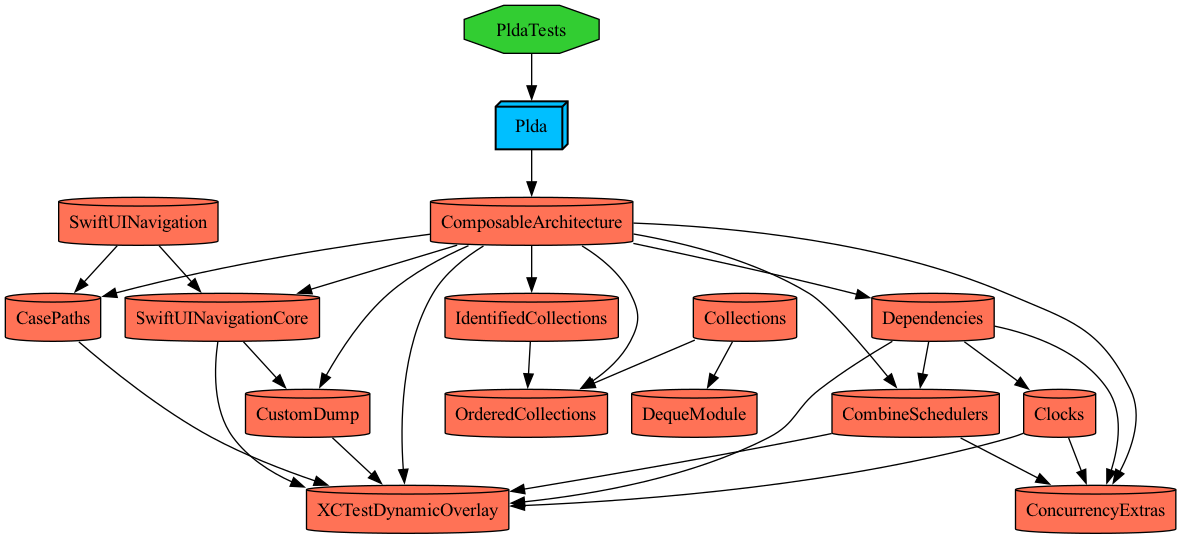 PldaTests
Plda
SwiftUINavigation
ComposableArchitecture
CasePaths
SwiftUINavigationCore
IdentifiedCollections
Collections
Dependencies
CustomDump
OrderedCollections
DequeModule
CombineSchedulers
Clocks
XCTestDynamicOverlay
ConcurrencyExtras